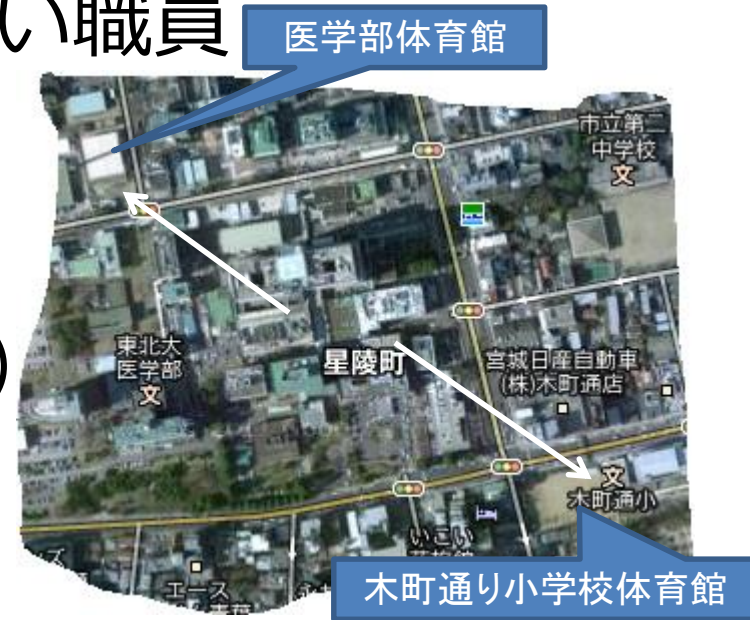 い職員
医学部体育館
市立第二
中学校
文
東北大
医学部
文
星陵町
宮城日産自動車
(株)木町通店
)
文
木町通小
いこい
エース
木町通り小学校体育館